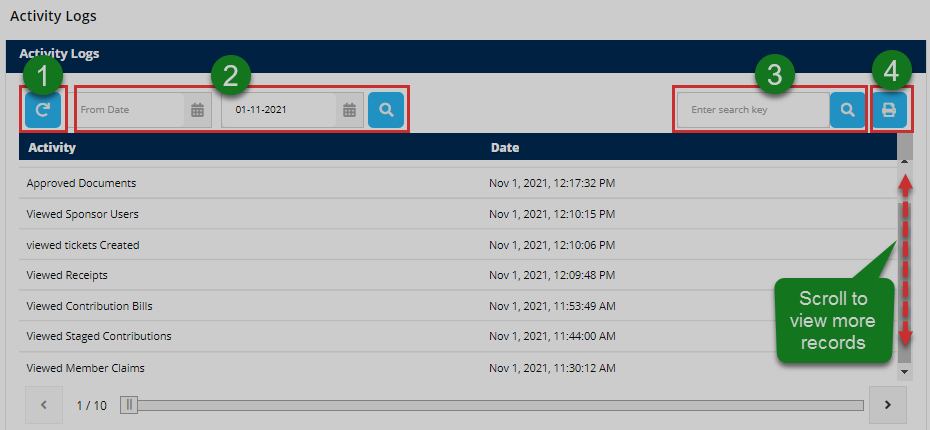 Activity Logs
Activity Logs
1
2
3
4
From Date
01-11-2021
Enter search key
Activity Date
Approved Documents Nov 1, 2021, 12:17:32 PM
Viewed Sponsor Users Nov 1, 2021, 12:10:15 PM
viewed tickets Created Nov 1, 2021, 12:10:06 PM
Viewed Receipts Nov 1, 2021, 12:09:48 PM
Viewed Contribution Bills Nov 1, 2021, 11:53:49 AM
Viewed Staged Contributions Nov 1, 2021, 11:44:00 AM
Viewed Member Claims Nov 1, 2021, 11:30:12 AM
Scroll to
view more
records
1 / 10